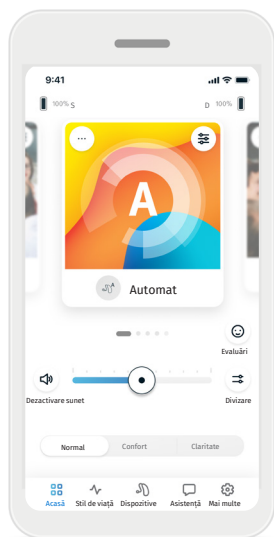 9:41
100% S
D 100%
...
A
A
Automat
Evaluări
Dezactivare sunet
Divizare
Normal Confort Claritate
Acasă Stil de viață Dispozitive Asistență Mai multe